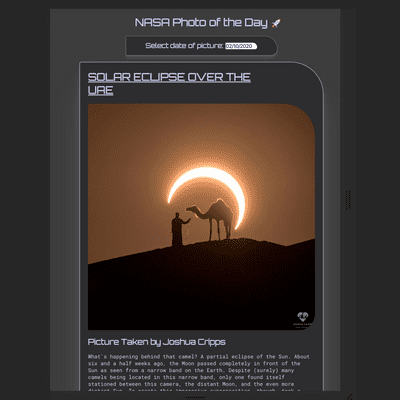 NASA Photo of the Day
Select date of picture: 02/10/2020
SOLAR ECLIPSE OVER THE
UAE
Picture Taken by Joshua Cripps
What's happening behind that camel? A partial eclipse of the Sun. About
six and a half weeks ago, the Moon passed completely in front of the
Sun as seen from a narrow band on the Earth. Despite (surely) many
camels being located in this narrow band, only one found itself
stationed between this camera, the distant Moon, and the even more